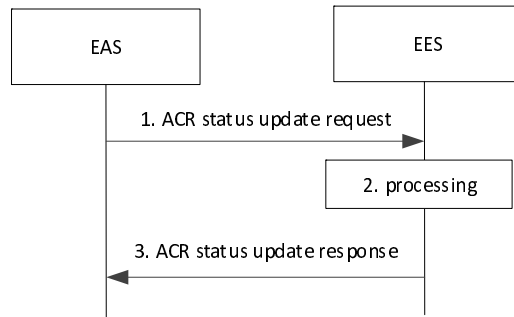 EAS
EES
1. ACR status update request
2. processing
3. ACR status update response